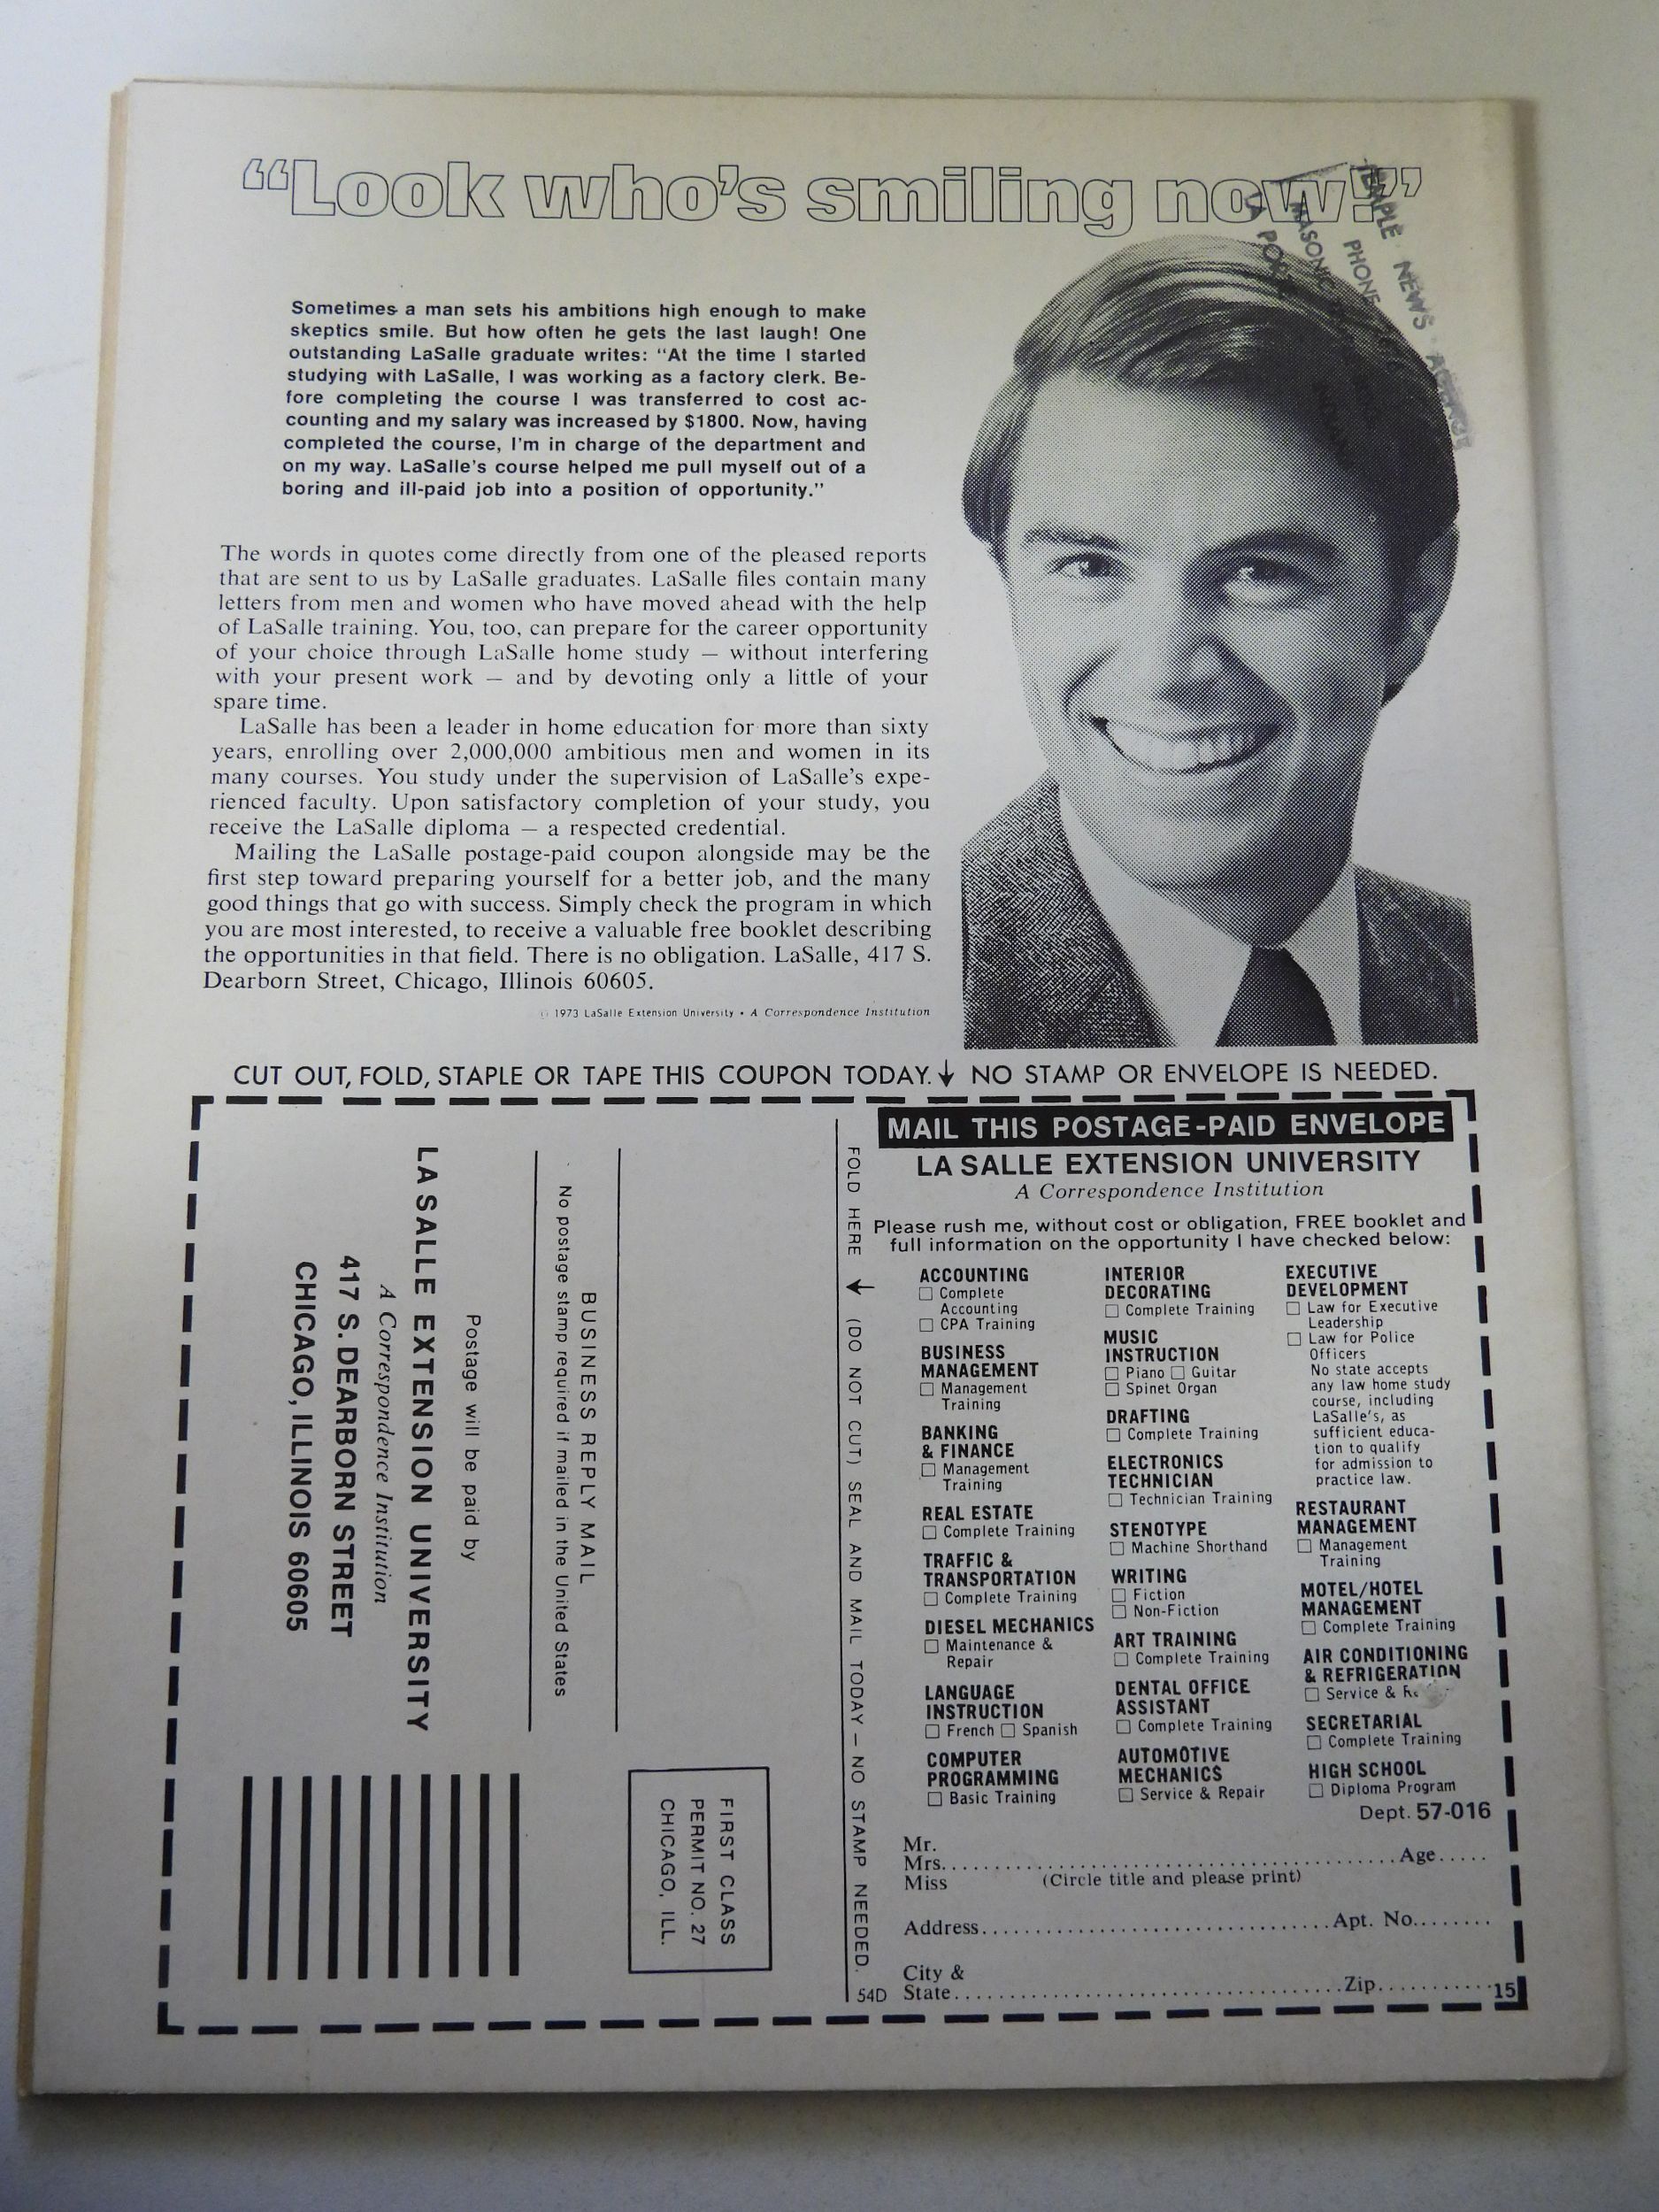 “Look who's smiling now!”
TEMPLE NEWS AGENCY
PHONE
MASONIC
LA PORTE
Sometimes a man sets his ambitions high enough to make
skeptics smile. But how often he gets the last laugh! One
outstanding LaSalle graduate writes: “At the time I started
studying with LaSalle, I was working as a factory clerk. Be-
fore completing the course I was transferred to cost ac-
counting and my salary was increased by $1800. Now, having
completed the course, I'm in charge of the department and
on my way. LaSalle's course helped me pull myself out of a
boring and ill-paid job into a position of opportunity.”
The words in quotes come directly from one of the pleased reports
that are sent to us by LaSalle graduates. LaSalle files contain many
letters from men and women who have moved ahead with the help
of LaSalle training. You, too, can prepare for the career opportunity
of your choice through LaSalle home study — without interfering
with your present work — and by devoting only a little of your
spare time.
LaSalle has been a leader in home education for more than sixty
years, enrolling over 2,000,000 ambitious men and women in its
many courses. You study under the supervision of LaSalle's expe-
rienced faculty. Upon satisfactory completion of your study, you
receive the LaSalle diploma — a respected credential.
Mailing the LaSalle postage-paid coupon alongside may be the
first step toward preparing yourself for a better job, and the many
good things that go with success. Simply check the program in which
you are most interested, to receive a valuable free booklet describing
the opportunities in that field. There is no obligation. LaSalle, 417 S.
Dearborn Street, Chicago, Illinois 60605.
© 1973 LaSalle Extension University • A Correspondence Institution
CUT OUT, FOLD, STAPLE OR TAPE THIS COUPON TODAY. ↓ NO STAMP OR ENVELOPE IS NEEDED.
FIRST CLASS
PERMIT NO. 27
CHICAGO, ILL.
BUSINESS REPLY MAIL
No postage stamp required if mailed in the United States
Postage will be paid by
LA SALLE EXTENSION UNIVERSITY
A Correspondence Institution
417 S. DEARBORN STREET
CHICAGO, ILLINOIS 60605
FOLD HERE ↓ (DO NOT CUT) SEAL AND MAIL TODAY — NO STAMP NEEDED.
54D
MAIL THIS POSTAGE-PAID ENVELOPE
LA SALLE EXTENSION UNIVERSITY
A Correspondence Institution
Please rush me, without cost or obligation, FREE booklet and
full information on the opportunity I have checked below:
ACCOUNTING
☐ Complete
Accounting
☐ CPA Training
BUSINESS
MANAGEMENT
☐ Management
Training
BANKING
& FINANCE
☐ Management
Training
REAL ESTATE
☐ Complete Training
TRAFFIC &
TRANSPORTATION
☐ Complete Training
DIESEL MECHANICS
☐ Maintenance &
Repair
LANGUAGE
INSTRUCTION
☐ French ☐ Spanish
COMPUTER
PROGRAMMING
☐ Basic Training
INTERIOR
DECORATING
☐ Complete Training
MUSIC
INSTRUCTION
☐ Piano ☐ Guitar
☐ Spinet Organ
DRAFTING
☐ Complete Training
ELECTRONICS
TECHNICIAN
☐ Technician Training
STENOTYPE
☐ Machine Shorthand
WRITING
☐ Fiction
☐ Non-Fiction
ART TRAINING
☐ Complete Training
DENTAL OFFICE
ASSISTANT
☐ Complete Training
AUTOMOTIVE
MECHANICS
☐ Service & Repair
EXECUTIVE
DEVELOPMENT
☐ Law for Executive
Leadership
☐ Law for Police
Officers
No state accepts
any law home study
course, including
LaSalle's, as
sufficient educa-
tion to qualify
for admission to
practice law.
RESTAURANT
MANAGEMENT
☐ Management
Training
MOTEL/HOTEL
MANAGEMENT
☐ Complete Training
AIR CONDITIONING
& REFRIGERATION
☐ Service &
SECRETARIAL
☐ Complete Training
HIGH SCHOOL
☐ Diploma Program
Dept. 57-016
Mr.
Mrs. Age
Miss (Circle title and please print)
Address Apt. No.
City &
State Zip 15